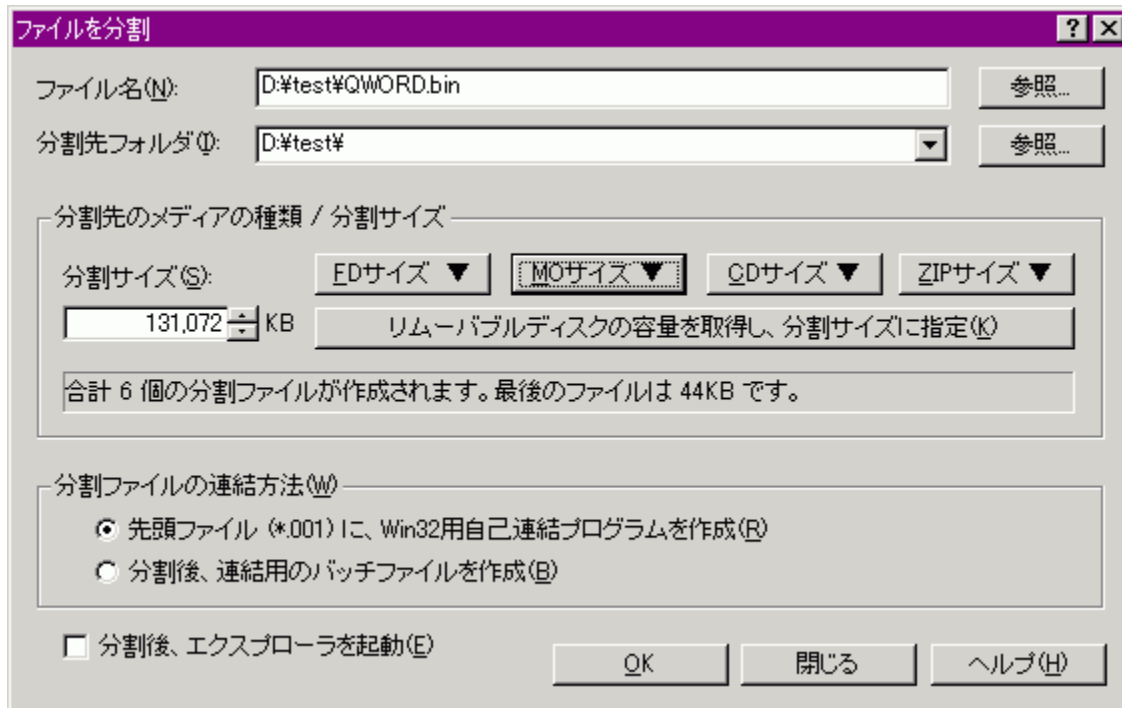 ファイルを分割
ファイル名(N): D:¥test¥QWORD.bin 参照...
分割先フォルダ(I): D:¥test¥ 参照...
分割先のメディアの種類 / 分割サイズ
分割サイズ(S): FDサイズ ▼ MOサイズ ▼ CDサイズ ▼ ZIPサイズ ▼
131,072 KB リムーバブルディスクの容量を取得し、分割サイズに指定(K)
合計 6 個の分割ファイルが作成されます。最後のファイルは 44KB です。
分割ファイルの連結方法(W)
先頭ファイル (*.001) に、Win32用自己連結プログラムを作成(R)
分割後、連結用のバッチファイルを作成(B)
分割後、エクスプローラを起動(E)
OK 閉じる ヘルプ(H)